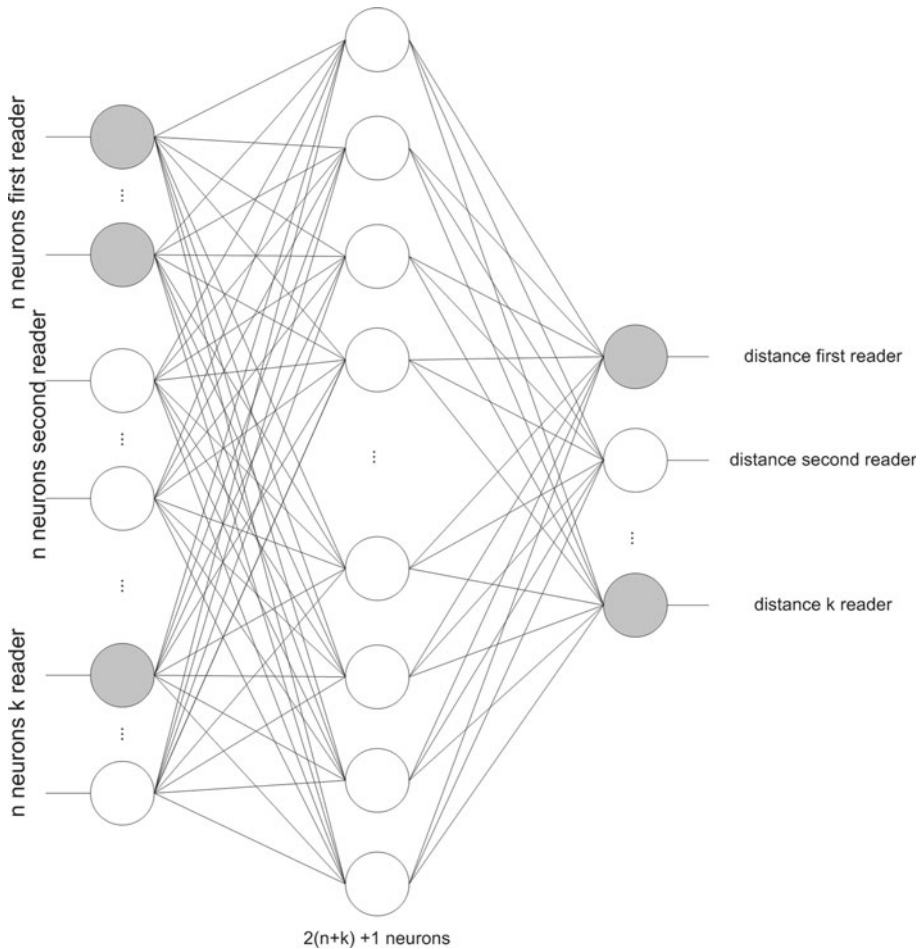 n neurons first reader
n neurons second reader
n neurons k reader
...
...
...
...
...
...
distance first reader
distance second reader
distance k reader
2(n+k) +1 neurons